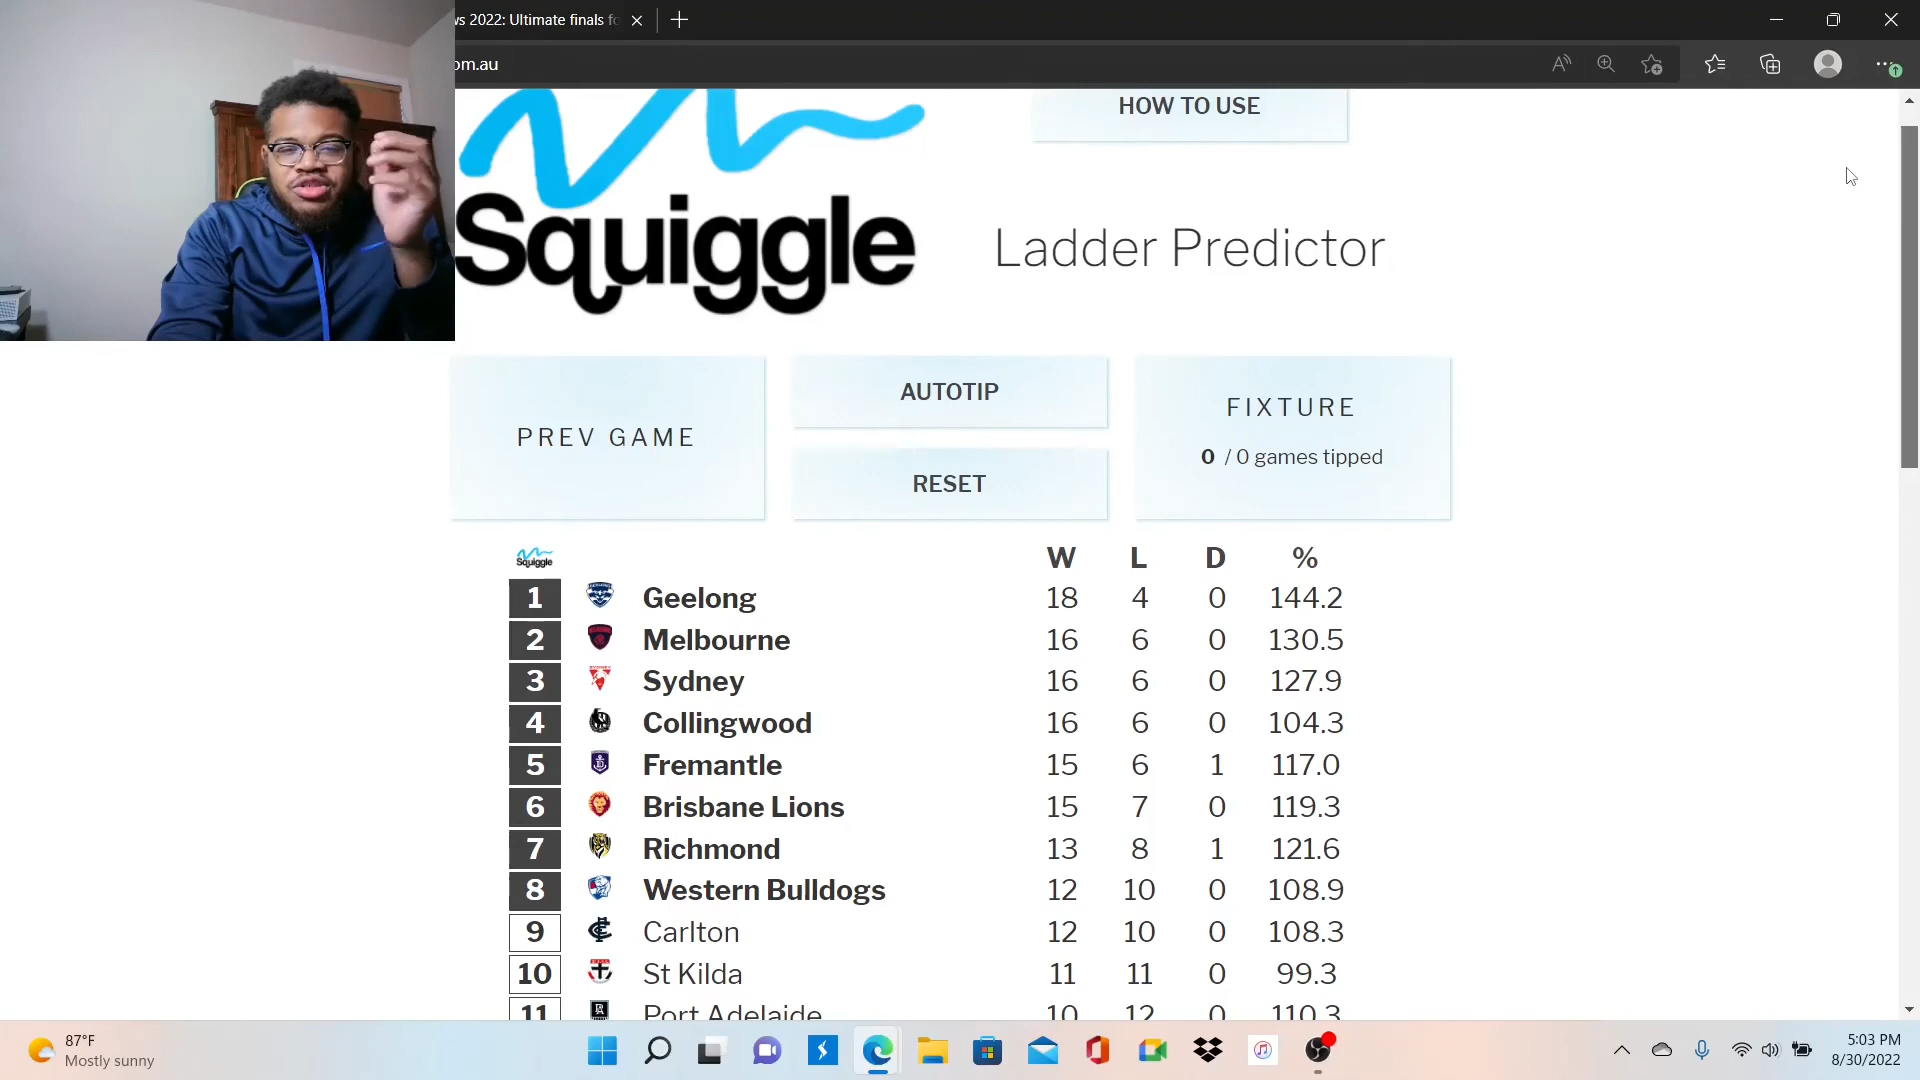 vs 2022: Ultimate finals fo
om.au
HOW TO USE
Squiggle
Ladder Predictor
PREV GAME
AUTOTIP
RESET
FIXTURE
0 / 0 games tipped
Squiggle W L D %
1 Geelong 18 4 0 144.2
2 Melbourne 16 6 0 130.5
3 Sydney 16 6 0 127.9
4 Collingwood 16 6 0 104.3
5 Fremantle 15 6 1 117.0
6 Brisbane Lions 15 7 0 119.3
7 Richmond 13 8 1 121.6
8 Western Bulldogs 12 10 0 108.9
9 Carlton 12 10 0 108.3
10 St Kilda 11 11 0 99.3
11 Port Adelaide 10 12 0 110.3
87°F
Mostly sunny
5:03 PM
8/30/2022